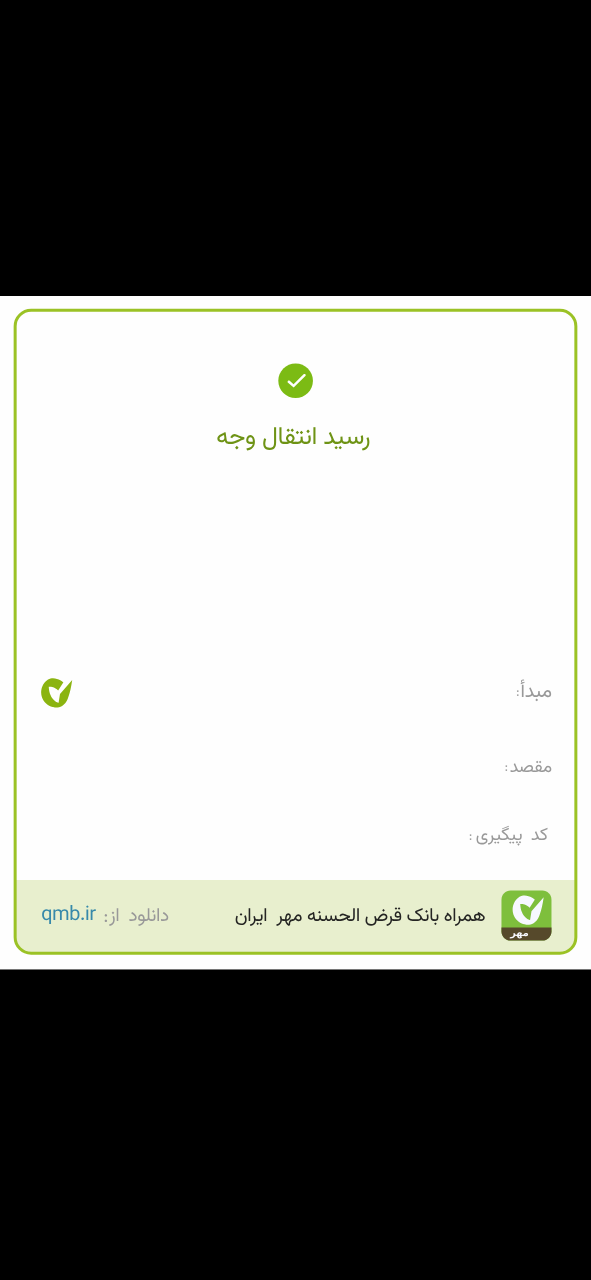 رسید انتقال وجه
مبدأ:
مقصد:
کد پیگیری:
همراه بانک قرض الحسنه مهر ایران
دانلود از: qmb.ir
مهر